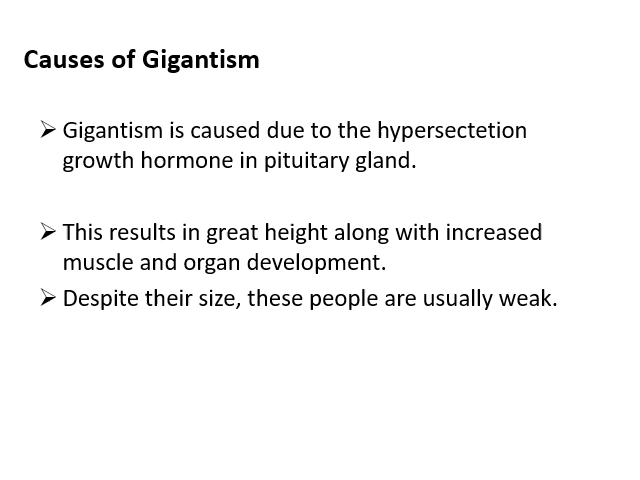 Causes of Gigantism
➢ Gigantism is caused due to the hypersectetion
growth hormone in pituitary gland.
➢ This results in great height along with increased
muscle and organ development.
➢ Despite their size, these people are usually weak.